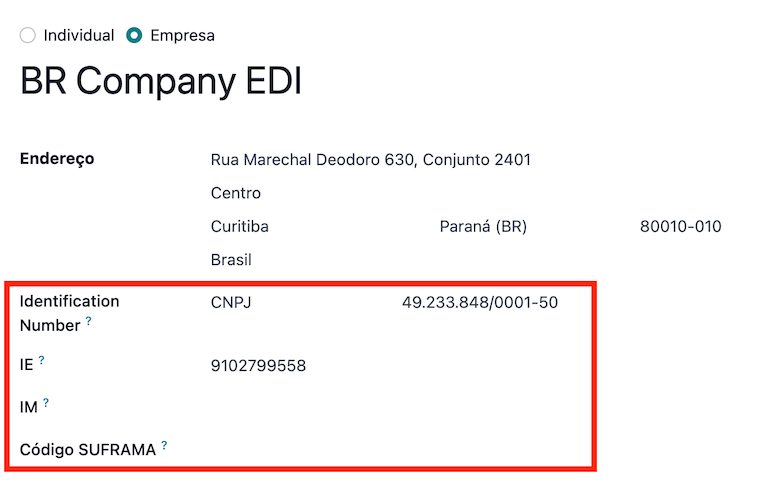 Individual Empresa
BR Company EDI
Endereço Rua Marechal Deodoro 630, Conjunto 2401
Centro
Curitiba Paraná (BR) 80010-010
Brasil
Identification CNPJ 49.233.848/0001-50
Number ?
IE ? 9102799558
IM ?
Código SUFRAMA ?